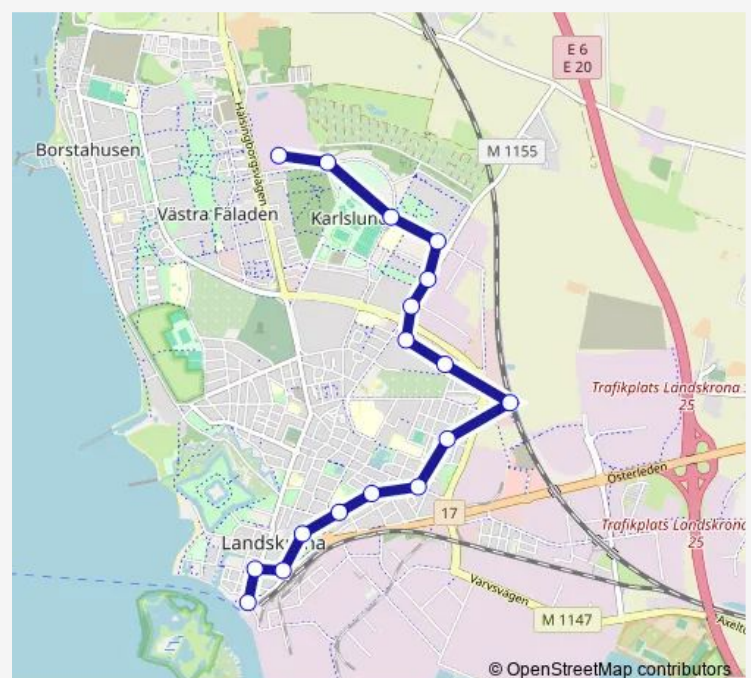 E 6
E 20
Hälsingborgsvägen
Borstahusen
M 1155
Västra Fäladen
Karlslund
Trafikplats Landskrona
25
Österleden
17
Landskrona
Trafikplats Landskrona
25
Varvsvägen
M 1147
© OpenStreetMap contributors